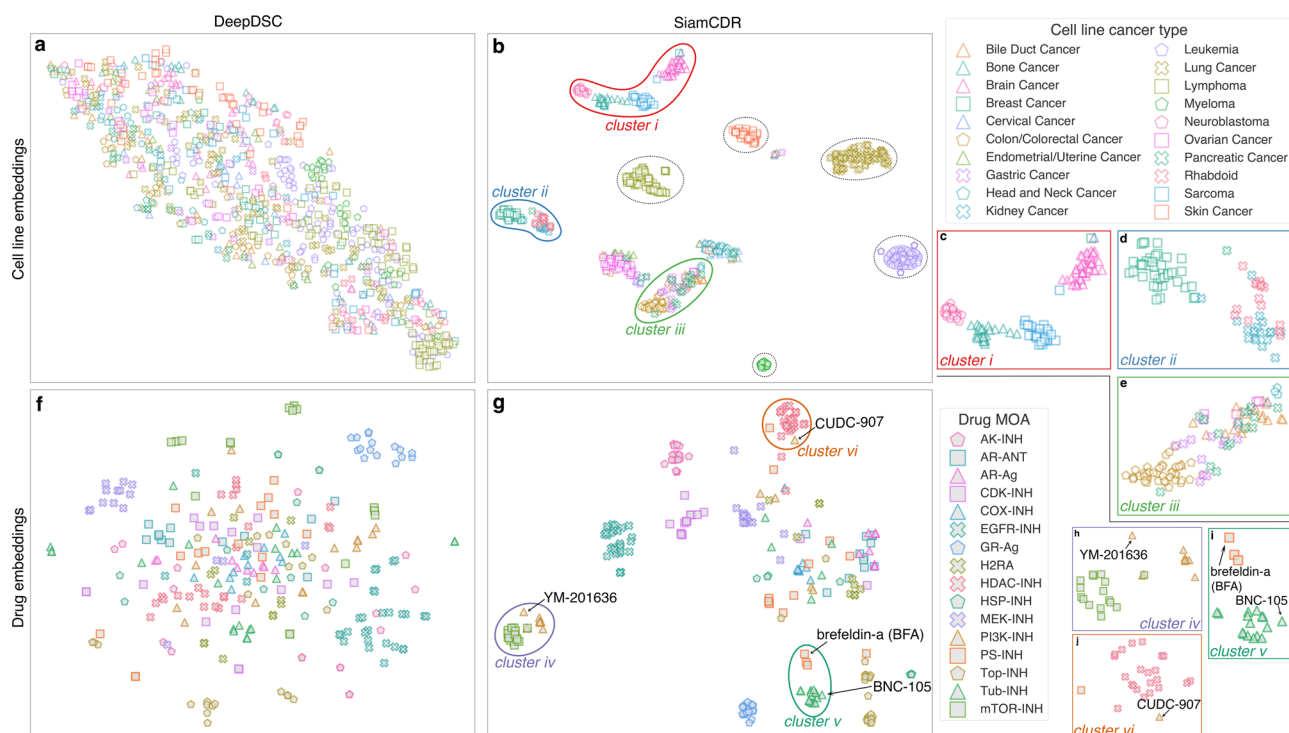 DeepDSC
SiamCDR
Cell line embeddings
a
b
cluster i
cluster ii
cluster iii
Cell line cancer type
Bile Duct Cancer
Bone Cancer
Brain Cancer
Breast Cancer
Cervical Cancer
Colon/Colorectal Cancer
Endometrial/Uterine Cancer
Gastric Cancer
Head and Neck Cancer
Kidney Cancer
Leukemia
Lung Cancer
Lymphoma
Myeloma
Neuroblastoma
Ovarian Cancer
Pancreatic Cancer
Rhabdoid
Sarcoma
Skin Cancer
c
cluster i
d
cluster ii
e
cluster iii
Drug embeddings
f
g
CUDC-907
cluster vi
YM-201636
cluster iv
brefeldin-a (BFA)
BNC-105
cluster v
Drug MOA
AK-INH
AR-ANT
AR-Ag
CDK-INH
COX-INH
EGFR-INH
GR-Ag
H2RA
HDAC-INH
HSP-INH
MEK-INH
PI3K-INH
PS-INH
Top-INH
Tub-INH
mTOR-INH
h
YM-201636
cluster iv
i
brefeldin-a
(BFA)
BNC-105
cluster v
j
CUDC-907
cluster vi